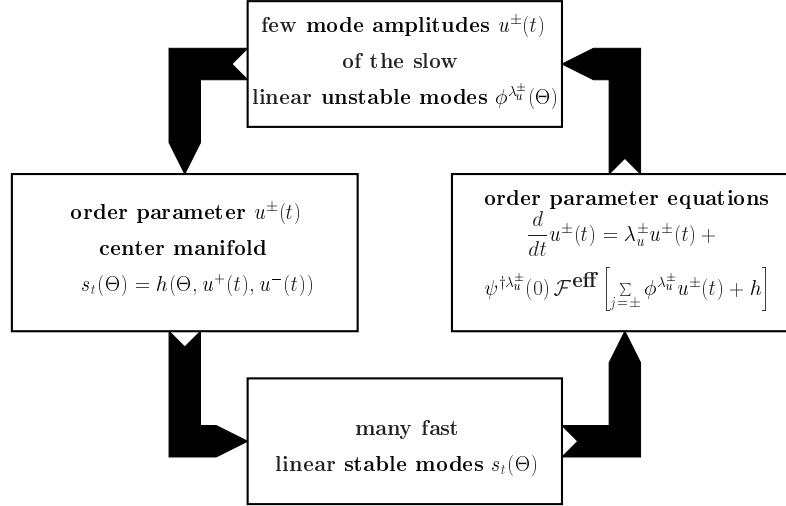 few mode amplitudes u^±(t)
of the slow
linear unstable modes ϕ^{λ_u^±}(Θ)
order parameter u^±(t)
center manifold
s_t(Θ) = h(Θ, u^+(t), u^−(t))
order parameter equations
d/dt u^±(t) = λ_u^± u^±(t) +
ψ^{†λ_u^±}(0) 𝓕^eff [∑_{j=±} ϕ^{λ_u^±} u^±(t) + h]
many fast
linear stable modes s_t(Θ)